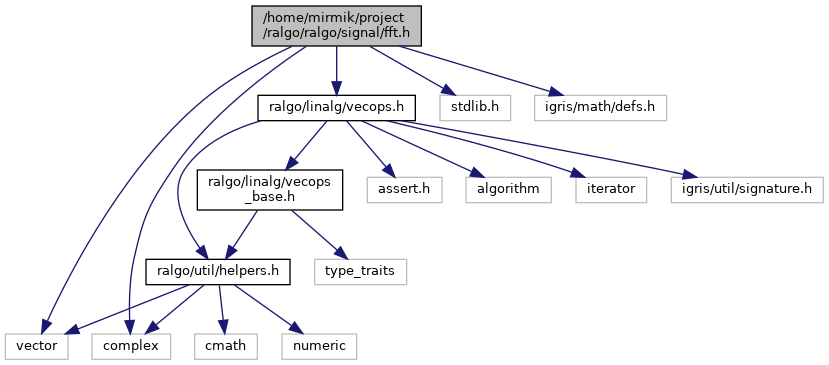 /home/mirmik/project
/ralgo/ralgo/signal/fft.h
ralgo/linalg/vecops.h
stdlib.h
igris/math/defs.h
ralgo/linalg/vecops
_base.h
assert.h
algorithm
iterator
igris/util/signature.h
ralgo/util/helpers.h
type_traits
vector
complex
cmath
numeric